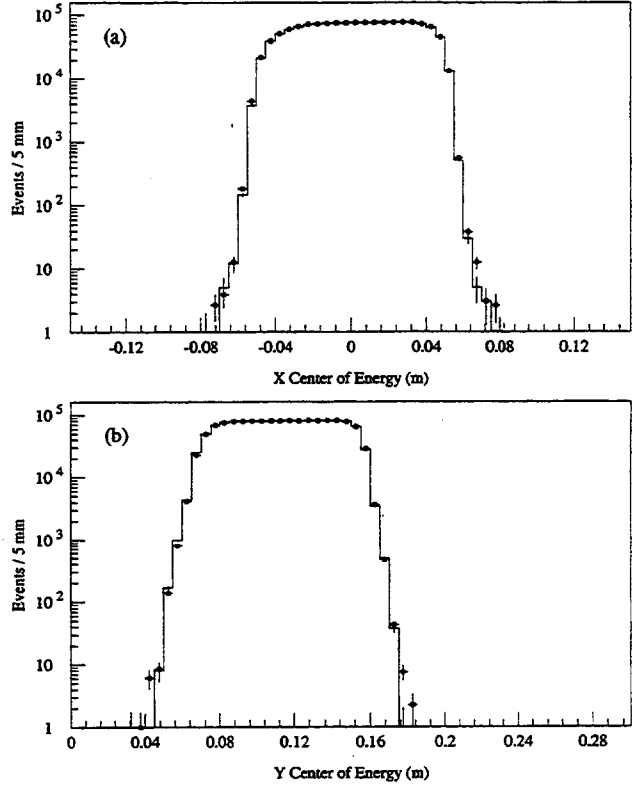 10^5
(a)
10^4
10^3
10^2
10
1
Events / 5 mm
-0.12 -0.08 -0.04 0 0.04 0.08 0.12
X Center of Energy (m)
10^5
(b)
10^4
10^3
10^2
10
1
Events / 5 mm
0 0.04 0.08 0.12 0.16 0.2 0.24 0.28
Y Center of Energy (m)